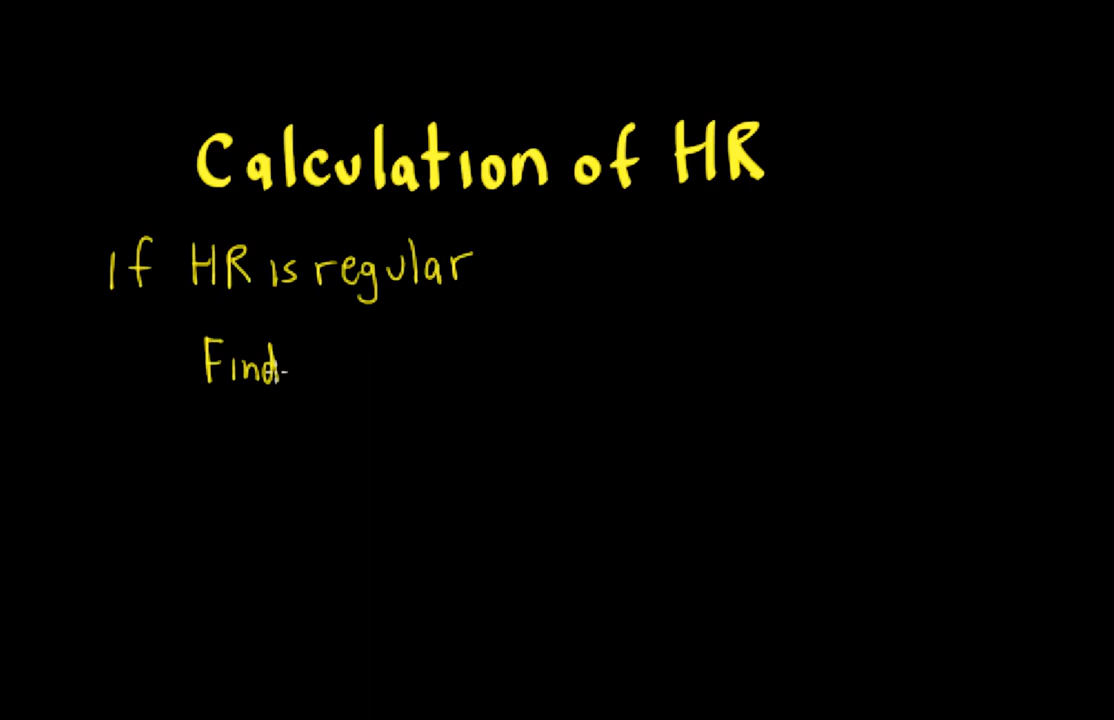 Calculation of HR
If HR is regular
Find